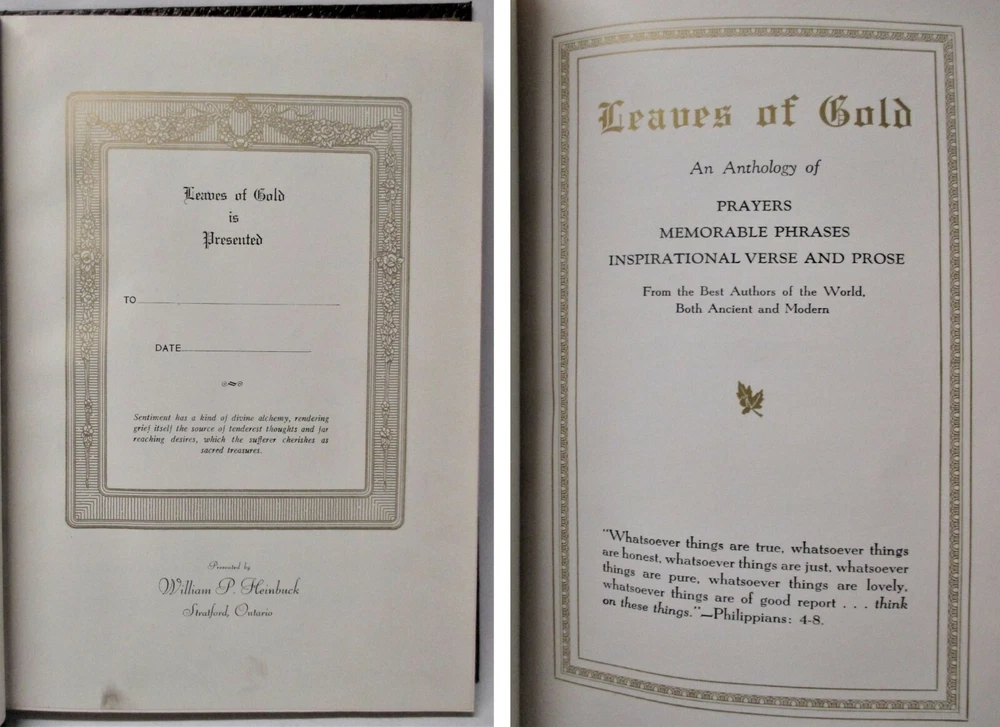 Leaves of Gold
is
Presented
TO
DATE
Sentiment has a kind of divine alchemy, rendering
grief itself the source of tenderest thoughts and far
reaching desires, which the sufferer cherishes as
sacred treasures.
Presented by
William P. Heinbuck
Stratford, Ontario
Leaves of Gold
An Anthology of
PRAYERS
MEMORABLE PHRASES
INSPIRATIONAL VERSE AND PROSE
From the Best Authors of the World,
Both Ancient and Modern
"Whatsoever things are true, whatsoever things
are honest, whatsoever things are just, whatsoever
things are pure, whatsoever things are lovely,
whatsoever things are of good report . . . think
on these things."—Philippians: 4-8.